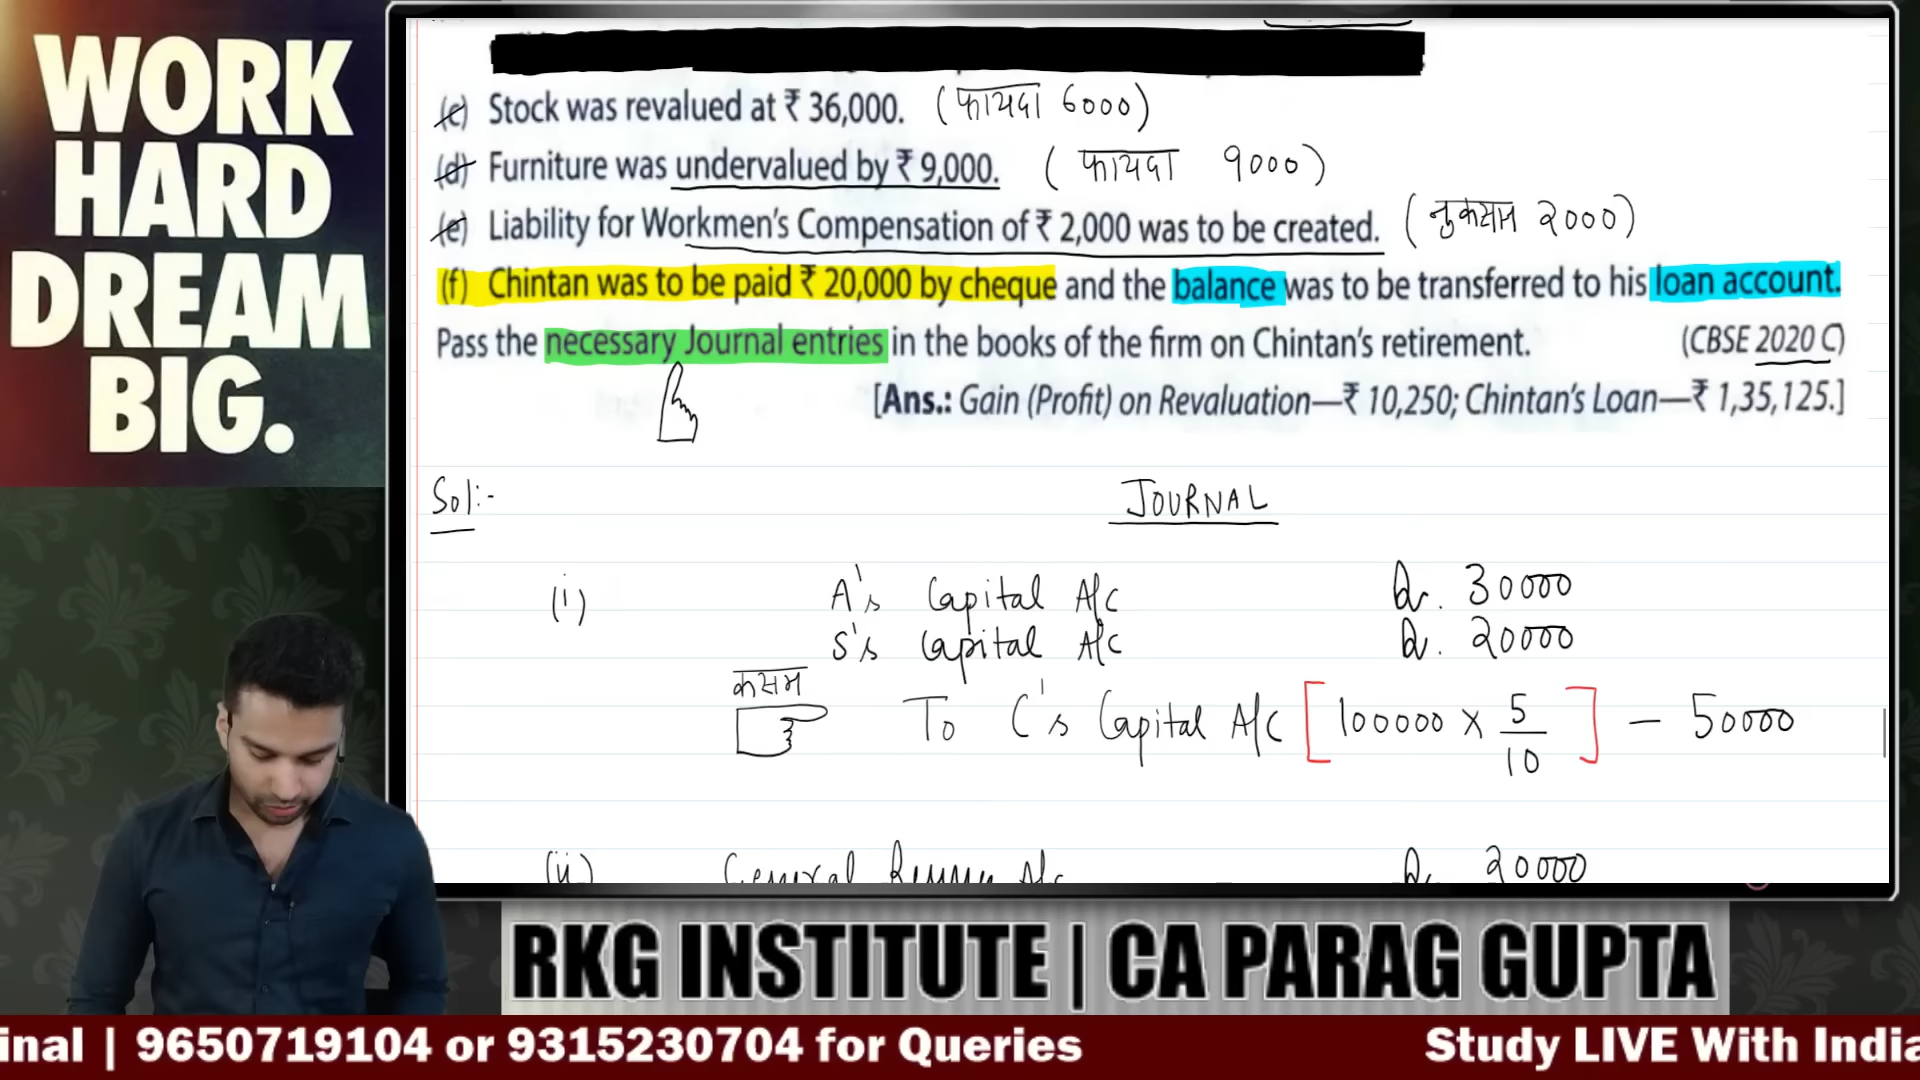 WORK
HARD
DREAM
BIG.
(c) Stock was revalued at ₹ 36,000. (फायदा 6000)
(d) Furniture was undervalued by ₹ 9,000. (फायदा 9000)
(e) Liability for Workmen's Compensation of ₹ 2,000 was to be created. (नुकसान 2000)
(f) Chintan was to be paid ₹ 20,000 by cheque and the balance was to be transferred to his loan account.
Pass the necessary Journal entries in the books of the firm on Chintan's retirement. (CBSE 2020 C)
[Ans.: Gain (Profit) on Revaluation—₹ 10,250; Chintan's Loan—₹ 1,35,125.]
Sol:-
JOURNAL
(i) A's Capital A/c Dr. 30000
S's Capital A/c Dr. 20000
कसम
To C's Capital A/c [100000 × 5/10] — 50000
(ii) General Reserve A/c Dr. 20000
RKG INSTITUTE | CA PARAG GUPTA
inal | 9650719104 or 9315230704 for Queries
Study LIVE With India